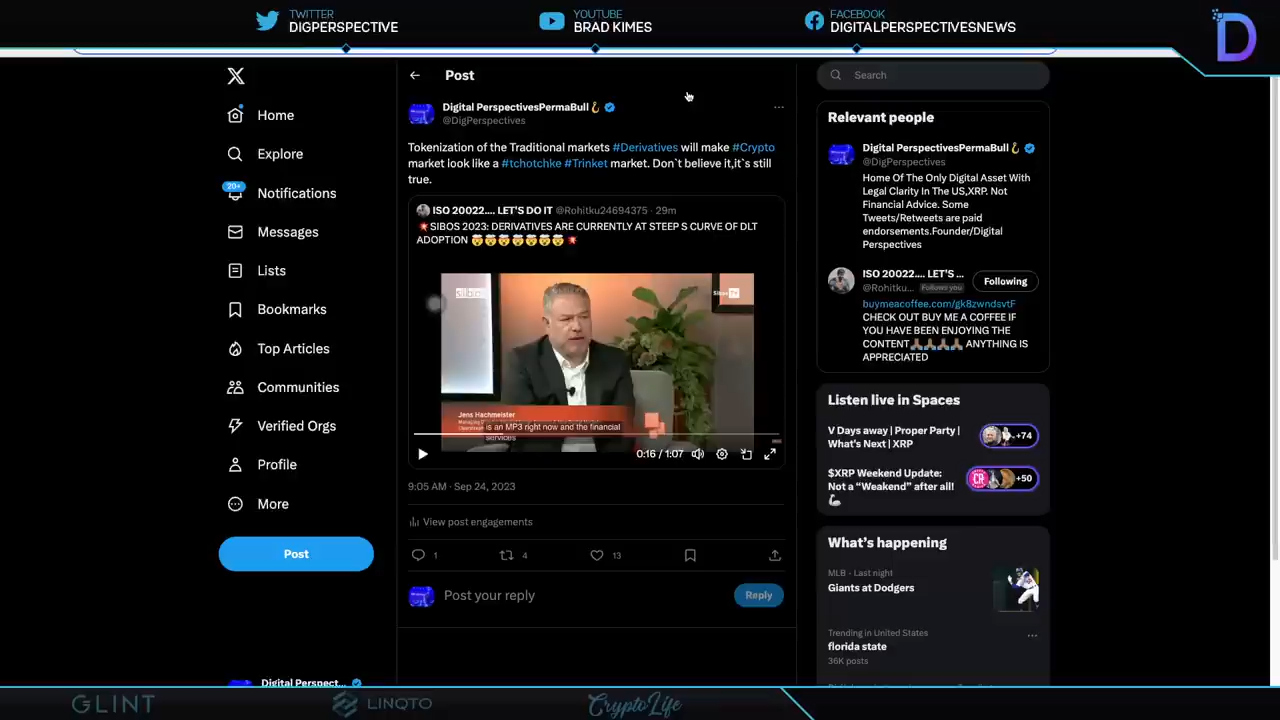 TWITTER
DIGPERSPECTIVE
YOUTUBE
BRAD KIMES
FACEBOOK
DIGITALPERSPECTIVESNEWS
D
X
Home
Explore
20+
Notifications
Messages
Lists
Bookmarks
Top Articles
Communities
Verified Orgs
Profile
More
Post
Digital Perspect...
← Post
Digital PerspectivesPermaBull🪝
@DigPerspectives
...
Tokenization of the Traditional markets #Derivatives will make #Crypto
market look like a #tchotchke #Trinket market. Don`t believe it,it`s still
true.
ISO 20022.... LET'S DO IT @Rohitku24694375 · 29m
💥SIBOS 2023: DERIVATIVES ARE CURRENTLY AT STEEP S CURVE OF DLT
ADOPTION 🤯🤯🤯🤯🤯🤯🤯💥
sibos
Sibos TV
Jens Hachmeister
is an MP3 right now and the financial
services
0:16 / 1:07
9:05 AM · Sep 24, 2023
View post engagements
1
4
13
Post your reply
Reply
Search
Relevant people
Digital PerspectivesPermaBull🪝
@DigPerspectives
Home Of The Only Digital Asset With
Legal Clarity In The US,XRP. Not
Financial Advice. Some
Tweets/Retweets are paid
endorsements.Founder/Digital
Perspectives
ISO 20022.... LET'S ...
@Rohitku... Follows you
Following
buymeacoffee.com/gk8zwndsvtF
CHECK OUT BUY ME A COFFEE IF
YOU HAVE BEEN ENJOYING THE
CONTENT🙏🏽🙏🏽🙏🏽🙏🏽 ANYTHING IS
APPRECIATED
Listen live in Spaces
V Days away | Proper Party |
What's Next | XRP
+74
$XRP Weekend Update:
Not a "Weekend" after all!
🦾
CR
+50
What's happening
MLB · Last night
Giants at Dodgers
Trending in United States
...
florida state
36K posts
GLINT
LINQTO
CryptoLife